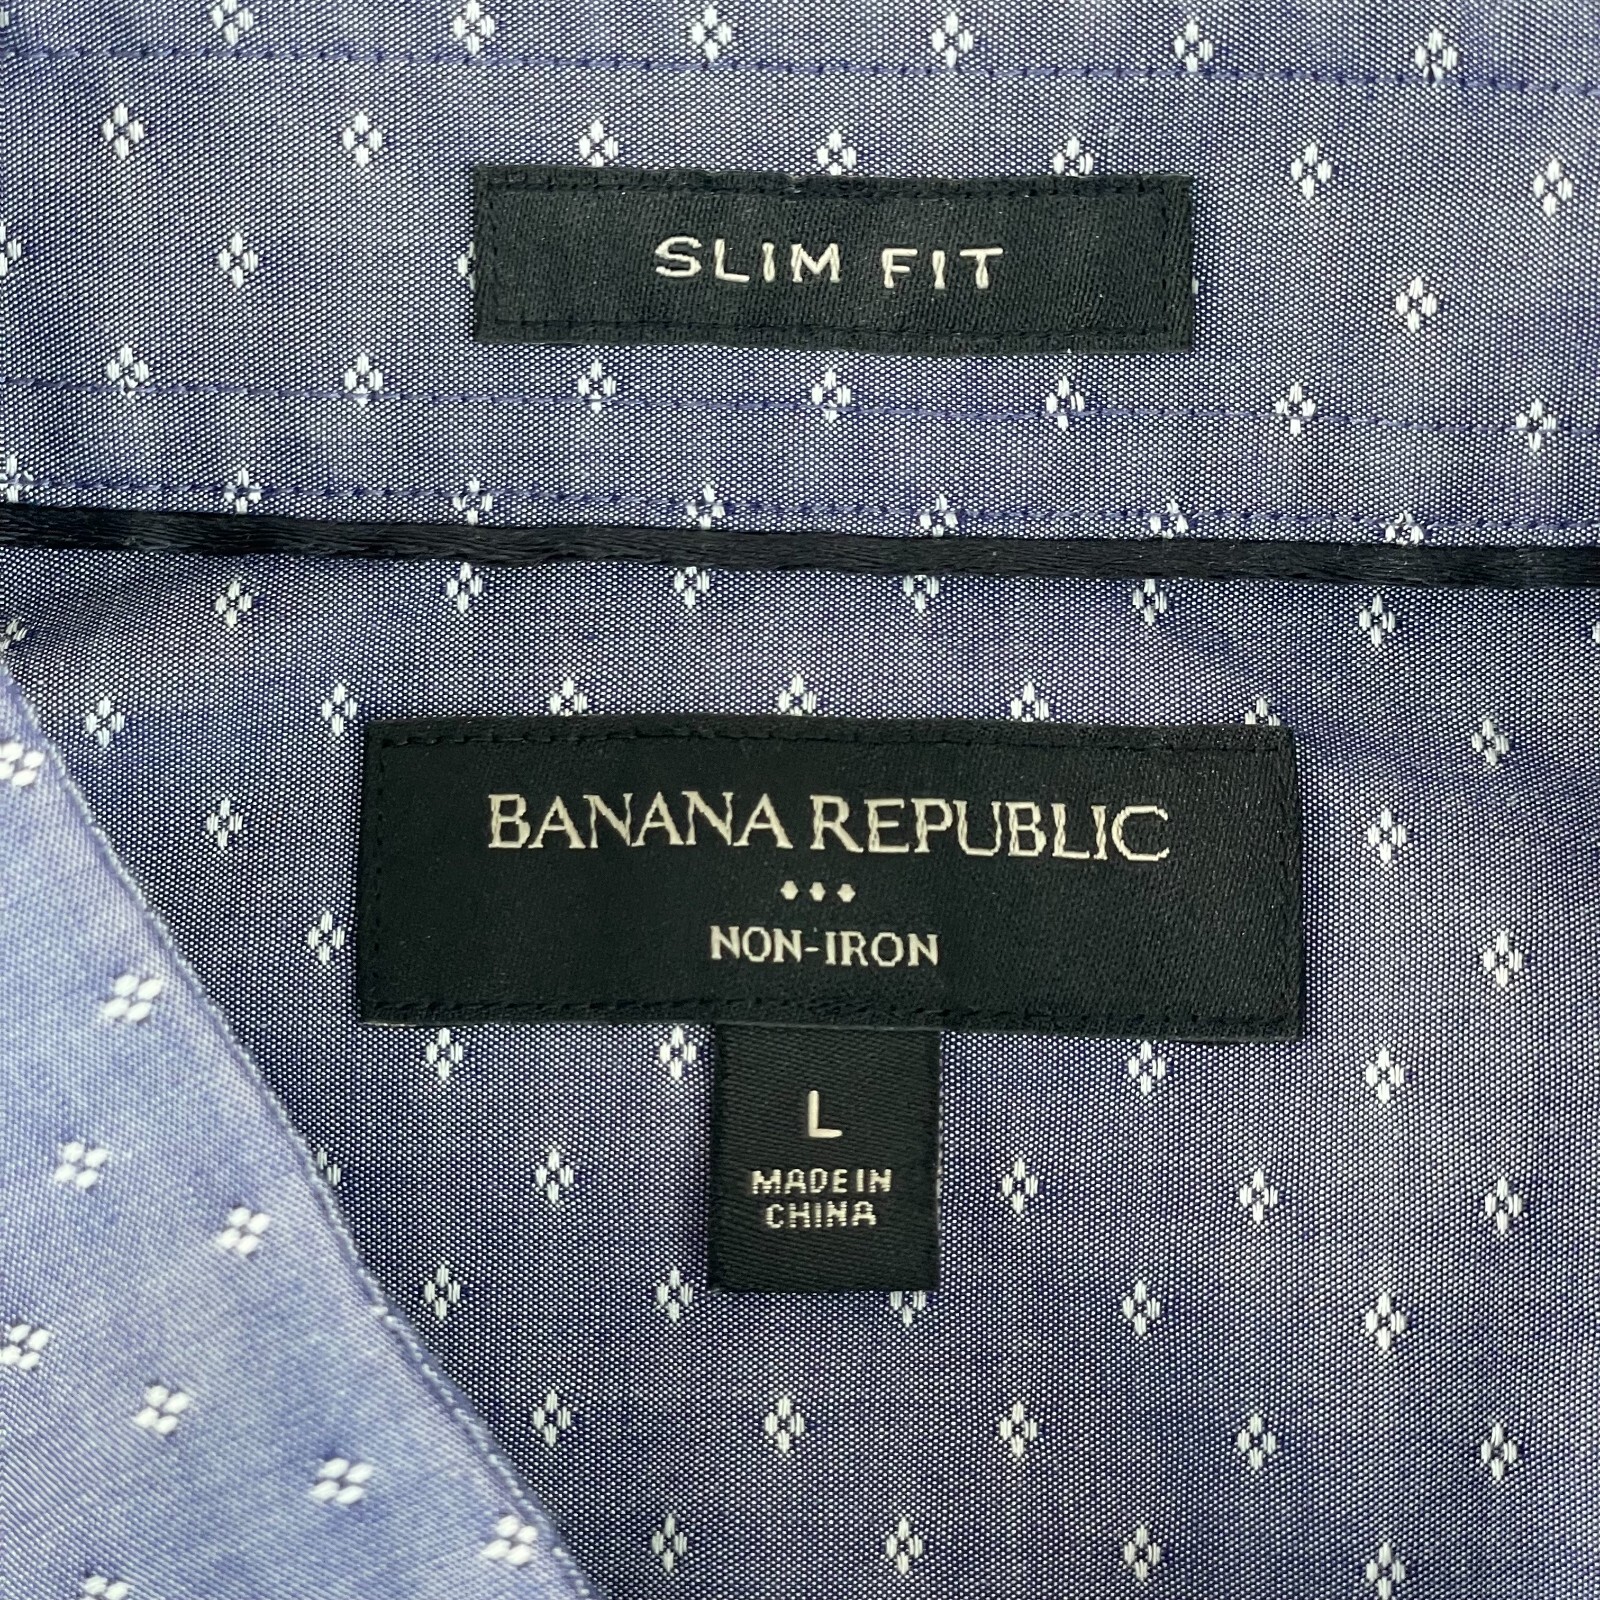 SLIM FIT
BANANA REPUBLIC
NON-IRON
L
MADE IN
CHINA